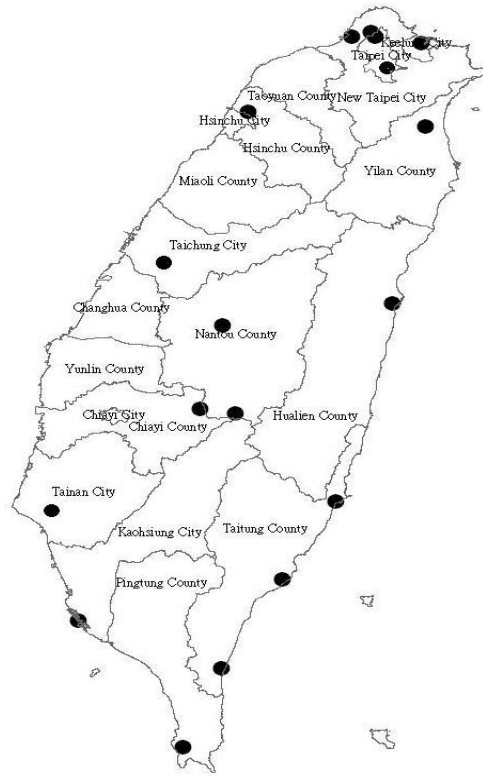 Keelung City
Taipei City
Taoyuan County
New Taipei City
Hsinchu City
Hsinchu County
Yilan County
Miaoli County
Taichung City
Changhua County
Nantou County
Yunlin County
Chiayi City
Chiayi County
Hualien County
Tainan City
Kaohsiung City
Taitung County
Pingtung County